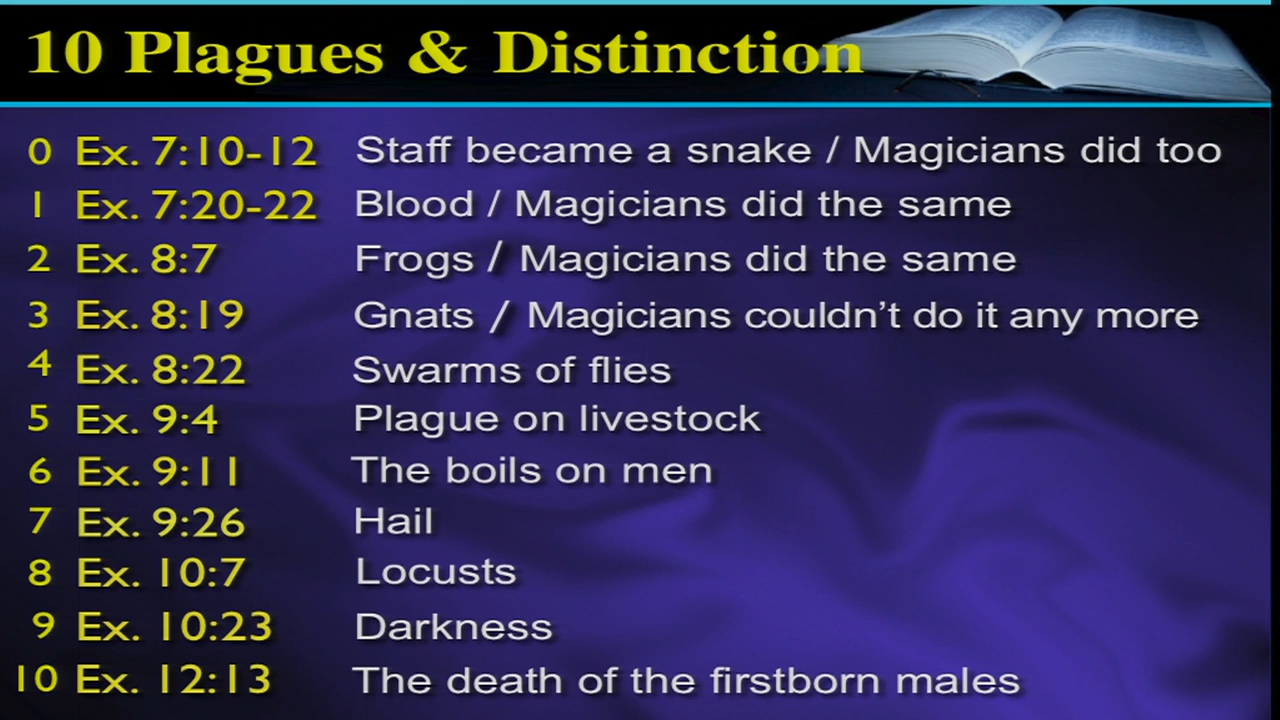 10 Plagues & Distinction
0 Ex. 7:10-12 Staff became a snake / Magicians did too
1 Ex. 7:20-22 Blood / Magicians did the same
2 Ex. 8:7 Frogs / Magicians did the same
3 Ex. 8:19 Gnats / Magicians couldn't do it any more
4 Ex. 8:22 Swarms of flies
5 Ex. 9:4 Plague on livestock
6 Ex. 9:11 The boils on men
7 Ex. 9:26 Hail
8 Ex. 10:7 Locusts
9 Ex. 10:23 Darkness
10 Ex. 12:13 The death of the firstborn males